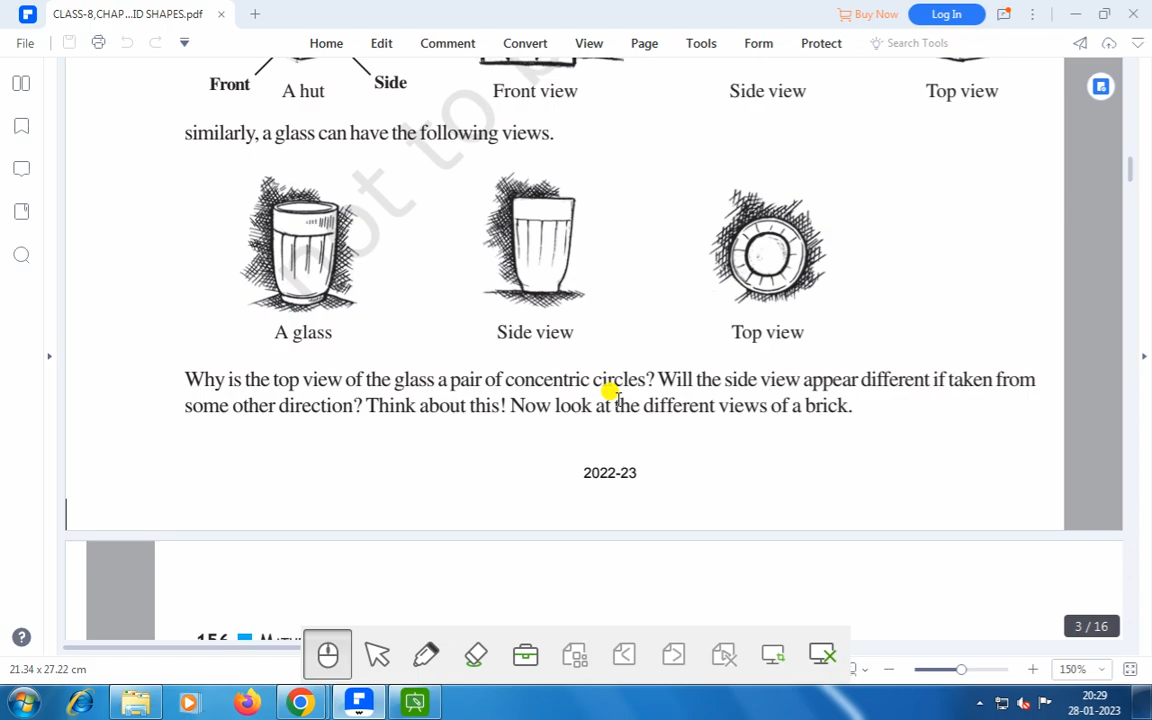 CLASS-8,CHAP ...ID SHAPES.pdf
Buy Now
Log In
File
Home
Edit
Comment
Convert
View
Page
Tools
Form
Protect
Search Tools
Front
Side
A hut
Front view
Side view
Top view
not to b
similarly, a glass can have the following views.
A glass
Side view
Top view
Why is the top view of the glass a pair of concentric circles? Will the side view appear different if taken from
some other direction? Think about this! Now look at the different views of a brick.
2022-23
156
3 / 16
21.34 x 27.22 cm
150%
20:29
28-01-2023